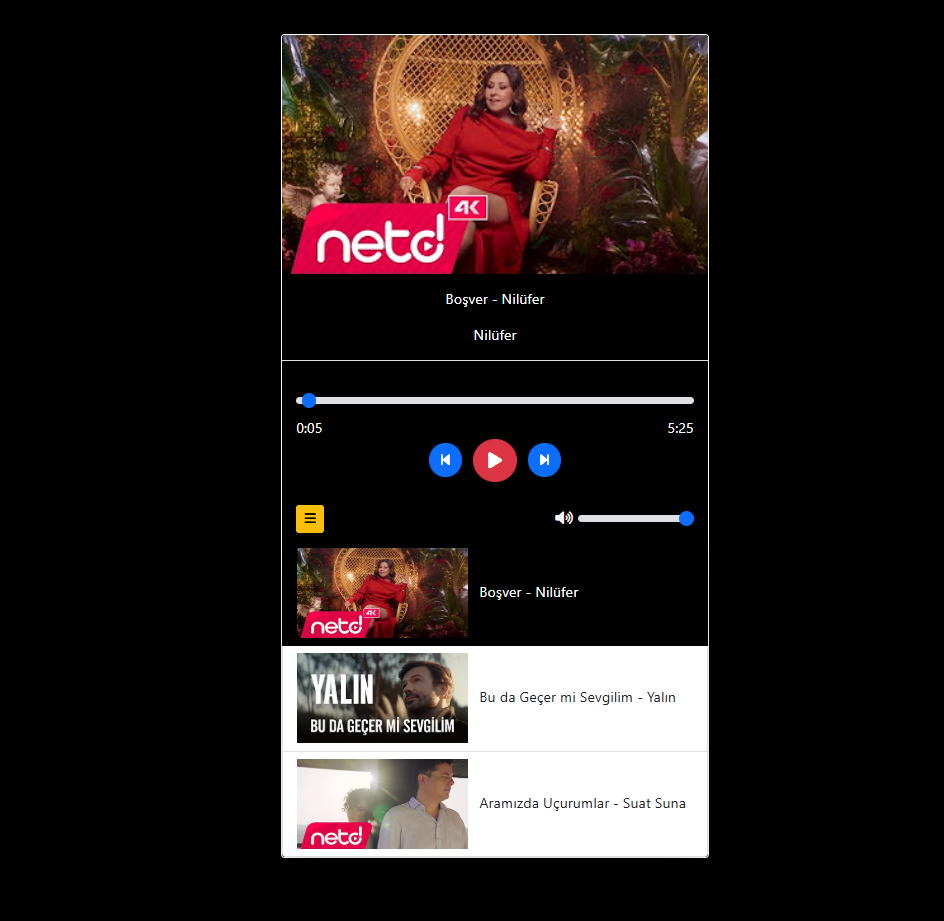 4K
netd
Boşver - Nilüfer
Nilüfer
0:05
5:25
4K
netd
Boşver - Nilüfer
YALIN
BU DA GEÇER Mİ SEVGİLİM
Bu da Geçer mi Sevgilim - Yalın
netd
Aramızda Uçurumlar - Suat Suna